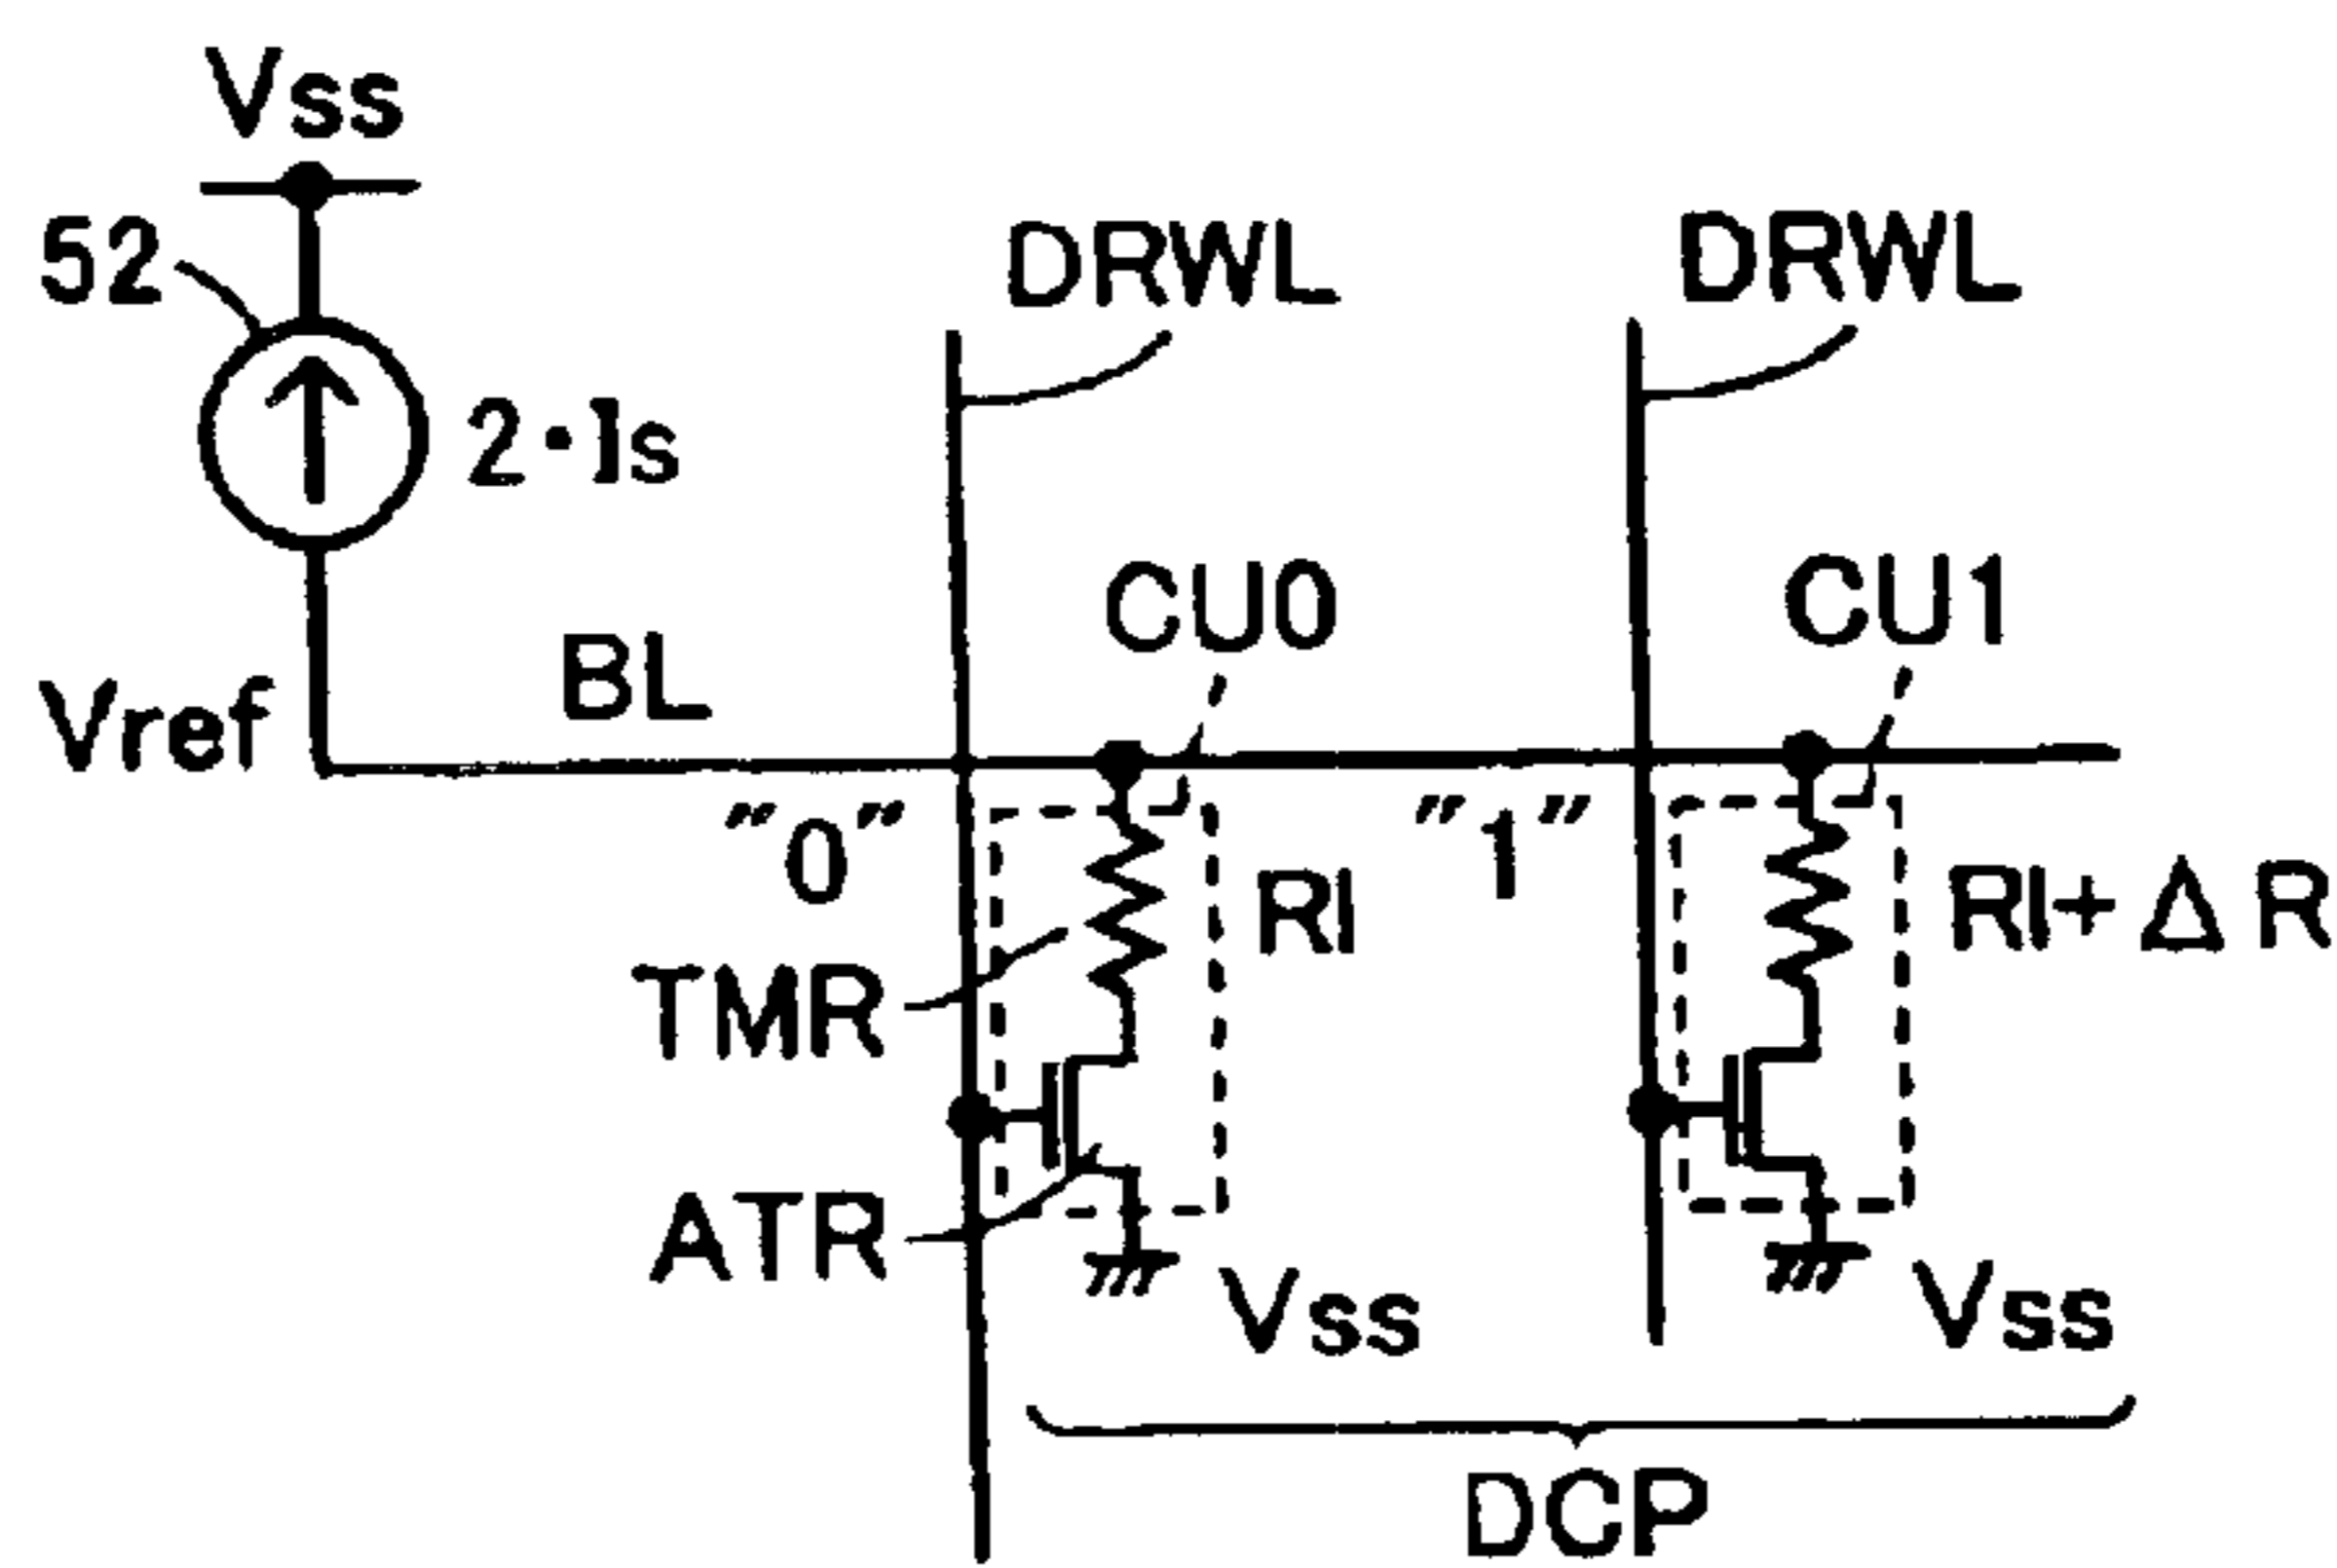 Vss
52
2·Is
DRWL
DRWL
CU0
CU1
BL
Vref
"0"
"1"
RI
RI+ΔR
TMR
ATR
Vss
Vss
DCP